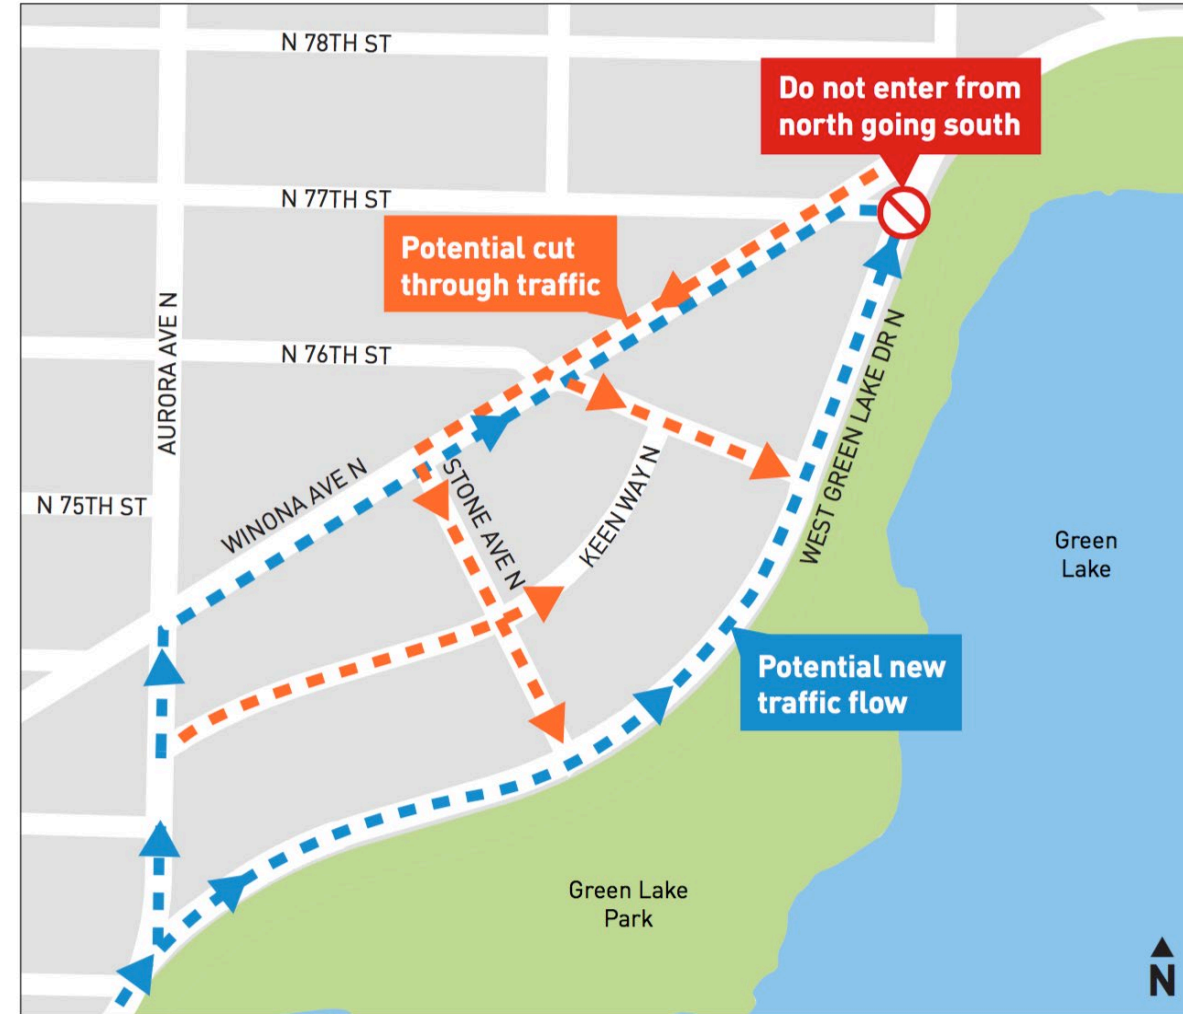 N 78TH ST
Do not enter from
north going south
N 77TH ST
Potential cut
through traffic
AURORA AVE N
N 76TH ST
WEST GREEN LAKE DR N
WINONA AVE N
STONE AVE N
KEEN WAY N
N 75TH ST
Green
Lake
Potential new
traffic flow
Green Lake
Park
N